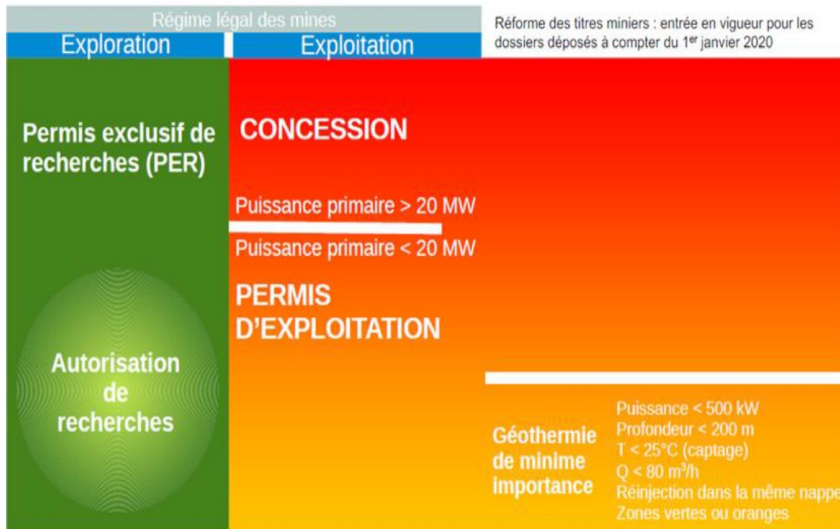 Régime légal des mines
Exploration
Exploitation
Réforme des titres miniers : entrée en vigueur pour les
dossiers déposés à compter du 1er janvier 2020
Permis exclusif de
recherches (PER)
Autorisation
de
recherches
CONCESSION
Puissance primaire > 20 MW
Puissance primaire < 20 MW
PERMIS
D'EXPLOITATION
Géothermie
de minime
importance
Puissance < 500 kW
Profondeur < 200 m
T < 25°C (captage)
Q < 80 m³/h
Réinjection dans la même nappe
Zones vertes ou oranges